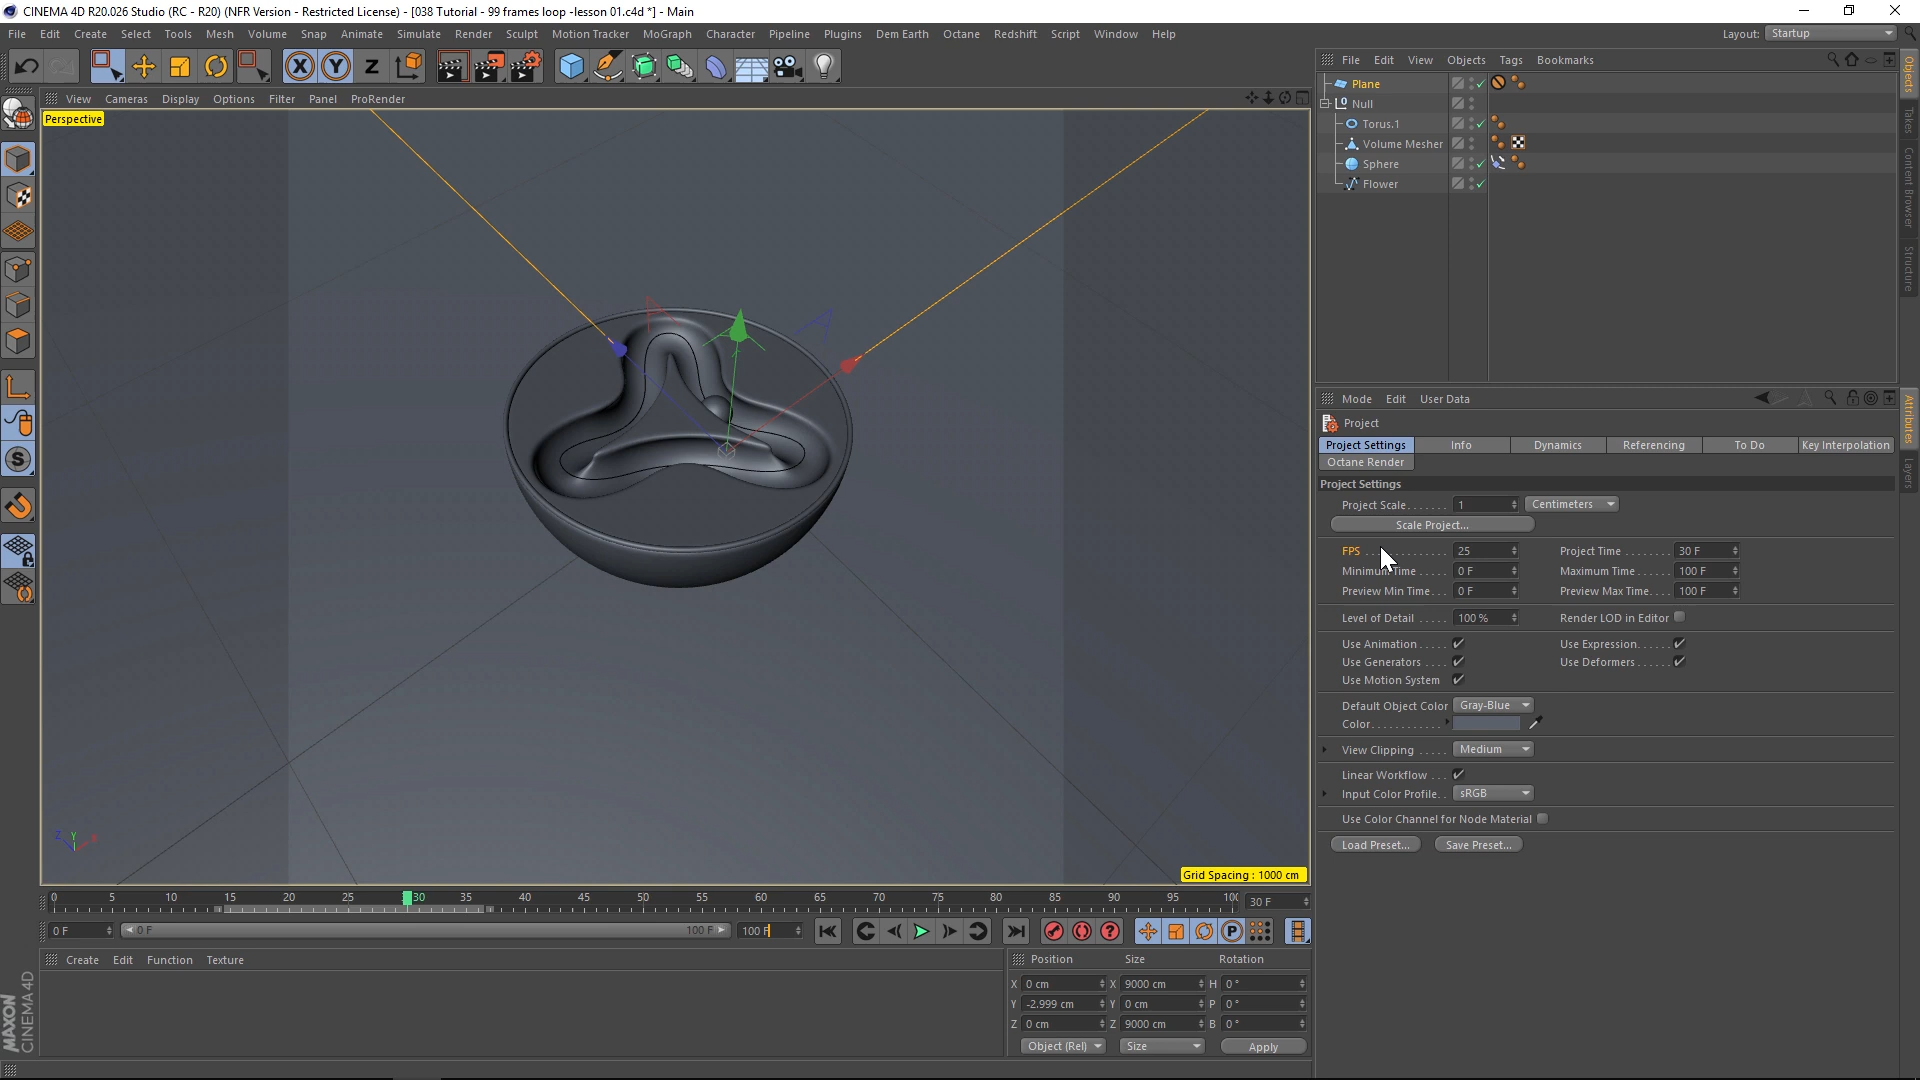 CINEMA 4D R20.026 Studio (RC - R20) (NFR Version - Restricted License) - [038 Tutorial - 99 frames loop -lesson 01.c4d *] - Main
File Edit Create Select Tools Mesh Volume Snap Animate Simulate Render Sculpt Motion Tracker MoGraph Character Pipeline Plugins Dem Earth Octane Redshift Script Window Help
Layout: Startup
X Y Z
File Edit View Objects Tags Bookmarks
View Cameras Display Options Filter Panel ProRender
Perspective
Plane
Null
Torus.1
Volume Mesher
Sphere
Flower
Objects
Takes
Content Browser
Structure
Mode Edit User Data
Project
Project Settings Info Dynamics Referencing To Do Key Interpolation
Octane Render
Project Settings
Project Scale....... 1 Centimeters
Scale Project...
FPS 25 Project Time 30 F
Minimum Time 0 F Maximum Time 100 F
Preview Min Time... 0 F Preview Max Time.... 100 F
Level of Detail 100 % Render LOD in Editor
Use Animation Use Expression
Use Generators Use Deformers
Use Motion System
Default Object Color Gray-Blue
Color
View Clipping Medium
Linear Workflow
Input Color Profile. sRGB
Use Color Channel for Node Material
Load Preset... Save Preset...
Attributes
Layers
Z Y X
Grid Spacing : 1000 cm
0 5 10 15 20 25 30 35 40 45 50 55 60 65 70 75 80 85 90 95 100 30 F
0 F 0 F 100 F 100 F
P
Create Edit Function Texture
Position Size Rotation
X 0 cm X 9000 cm H 0 °
Y -2.999 cm Y 0 cm P 0 °
Z 0 cm Z 9000 cm B 0 °
Object (Rel) Size Apply
MAXON
CINEMA 4D